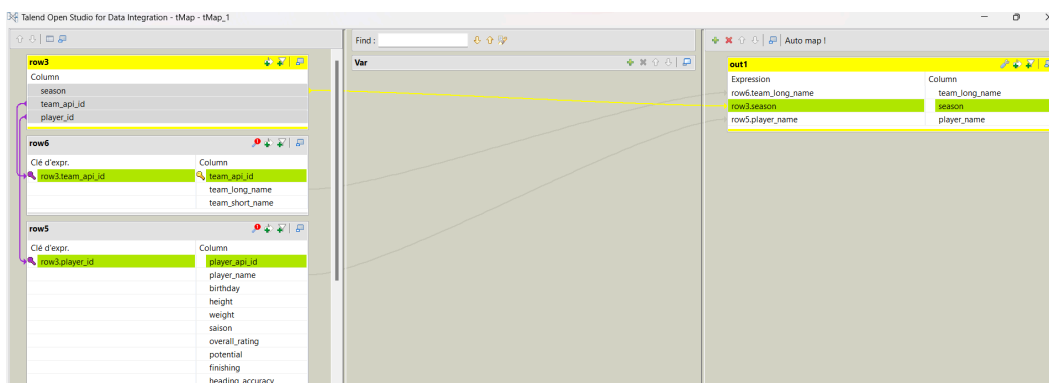 Talend Open Studio for Data Integration - tMap - tMap_1
Find :
Auto map !
row3
Column
season
team_api_id
player_id
row6
Clé d'expr. Column
row3.team_api_id team_api_id
team_long_name
team_short_name
row5
Clé d'expr. Column
row3.player_id player_api_id
player_name
birthday
height
weight
saison
overall_rating
potential
finishing
heading_accuracy
Var
out1
Expression Column
row6.team_long_name team_long_name
row3.season season
row5.player_name player_name